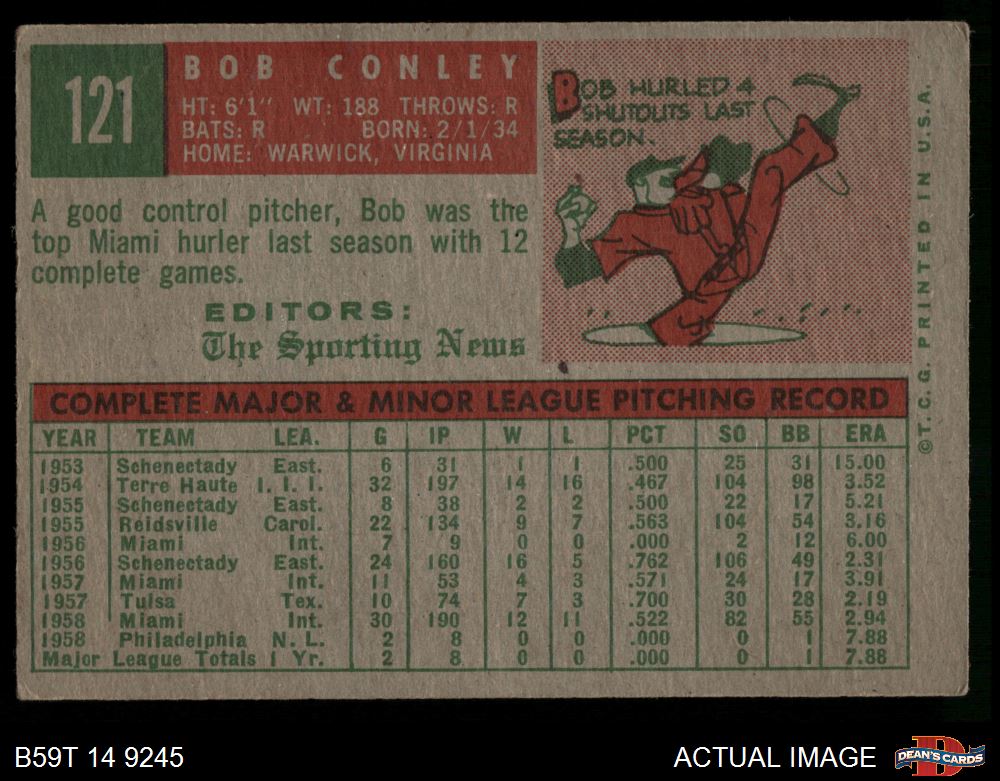 121
BOB CONLEY
HT: 6'1" WT: 188 THROWS: R
BATS: R BORN: 2/1/34
HOME: WARWICK, VIRGINIA
A good control pitcher, Bob was the
top Miami hurler last season with 12
complete games.
EDITORS:
The Sporting News
BOB HURLED 4
SHUTOUTS LAST
SEASON.
©T.C.G. PRINTED IN U.S.A.
COMPLETE MAJOR & MINOR LEAGUE PITCHING RECORD
YEAR TEAM LEA. G IP W L PCT SO BB ERA
1953 Schenectady East. 6 31 1 1 .500 25 31 15.00
1954 Terre Haute I. I. I. 32 197 14 16 .467 104 98 3.52
1955 Schenectady East. 8 38 2 2 .500 22 17 5.21
1955 Reidsville Carol. 22 134 9 7 .563 104 54 3.16
1956 Miami Int. 7 9 0 0 .000 2 12 6.00
1956 Schenectady East. 24 160 16 5 .762 106 49 2.31
1957 Miami Int. 11 53 4 3 .571 24 17 3.91
1957 Tulsa Tex. 10 74 7 3 .700 30 28 2.19
1958 Miami Int. 30 190 12 11 .522 82 55 2.94
1958 Philadelphia N. L. 2 8 0 0 .000 0 1 7.88
Major League Totals 1 Yr. 2 8 0 0 .000 0 1 7.88
B59T 14 9245
ACTUAL IMAGE
D
DEAN'S CARDS